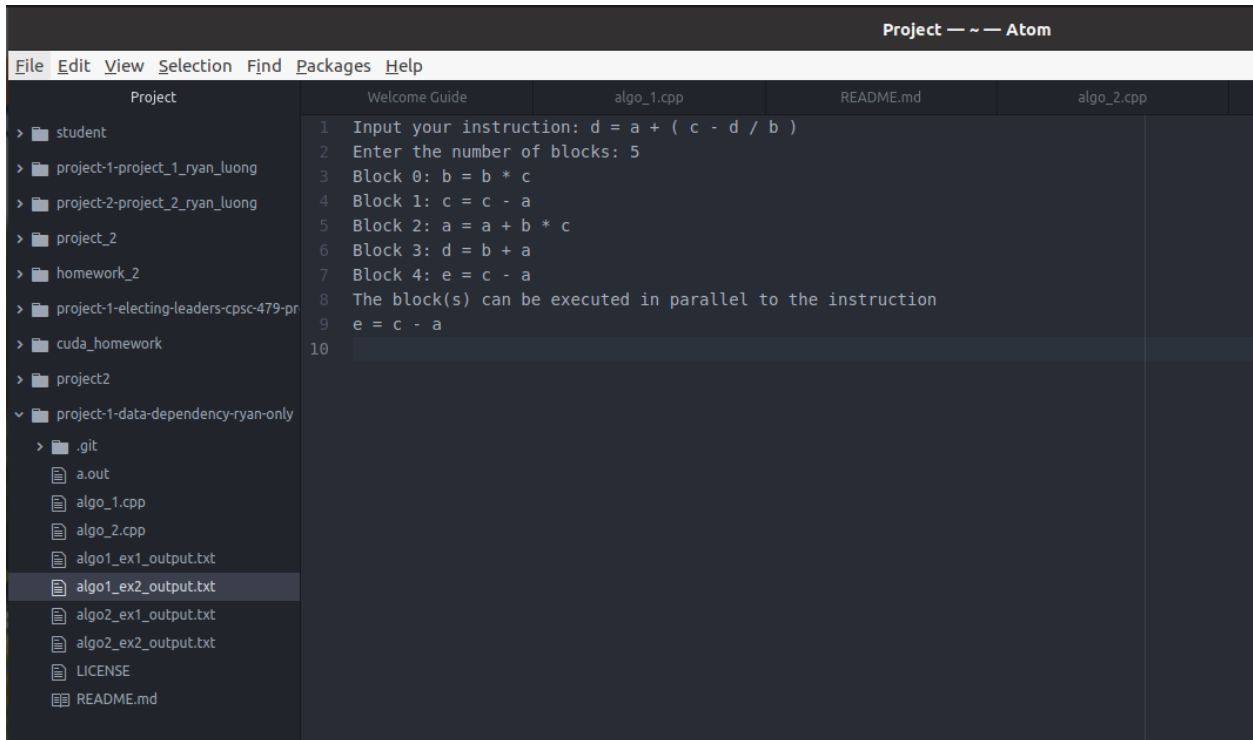 Project — ~ — Atom
File Edit View Selection Find Packages Help
Project
Welcome Guide
algo_1.cpp
README.md
algo_2.cpp
student
project-1-project_1_ryan_luong
project-2-project_2_ryan_luong
project_2
homework_2
project-1-electing-leaders-cpsc-479-pr
cuda_homework
project2
project-1-data-dependency-ryan-only
.git
a.out
algo_1.cpp
algo_2.cpp
algo1_ex1_output.txt
algo1_ex2_output.txt
algo2_ex1_output.txt
algo2_ex2_output.txt
LICENSE
README.md
1 Input your instruction: d = a + ( c - d / b )
2 Enter the number of blocks: 5
3 Block 0: b = b * c
4 Block 1: c = c - a
5 Block 2: a = a + b * c
6 Block 3: d = b + a
7 Block 4: e = c - a
8 The block(s) can be executed in parallel to the instruction
9 e = c - a
10